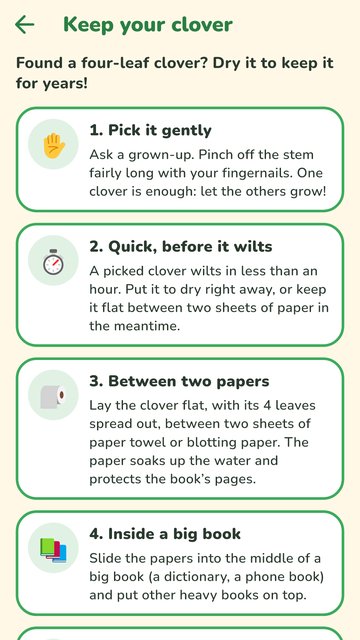 Keep your clover
Found a four-leaf clover? Dry it to keep it
for years!
1. Pick it gently
Ask a grown-up. Pinch off the stem
fairly long with your fingernails. One
clover is enough: let the others grow!
2. Quick, before it wilts
A picked clover wilts in less than an
hour. Put it to dry right away, or keep
it flat between two sheets of paper in
the meantime.
3. Between two papers
Lay the clover flat, with its 4 leaves
spread out, between two sheets of
paper towel or blotting paper. The
paper soaks up the water and
protects the book’s pages.
4. Inside a big book
Slide the papers into the middle of a
big book (a dictionary, a phone book)
and put other heavy books on top.